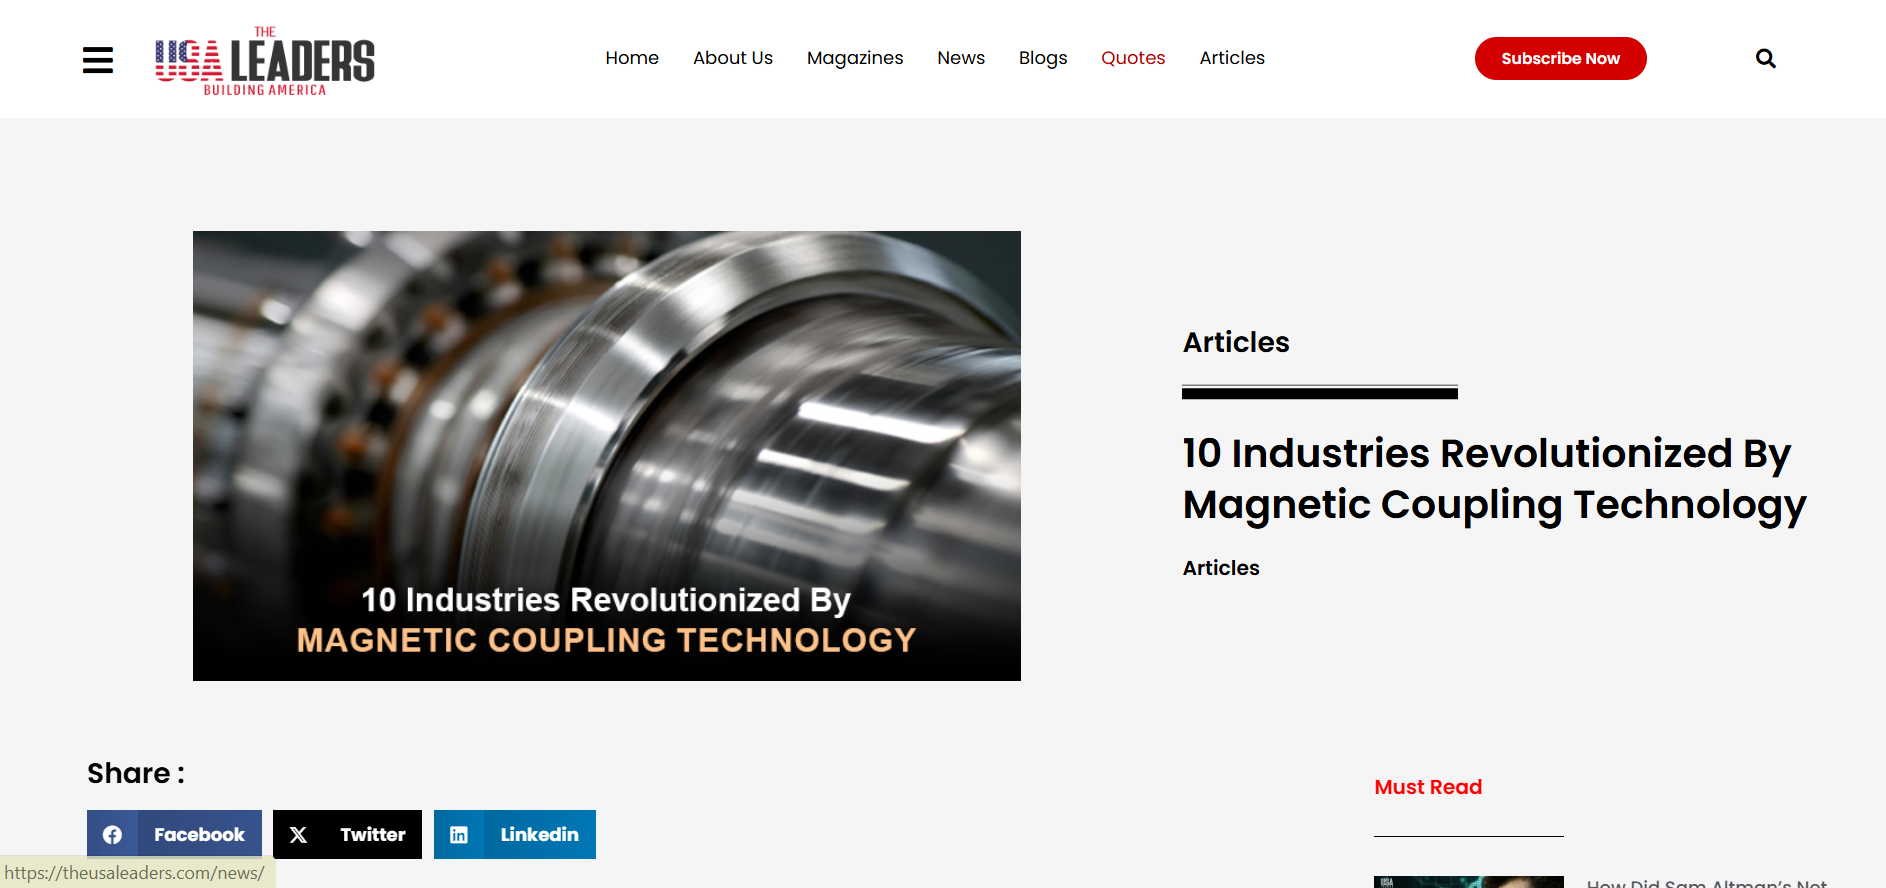 THE
USA LEADERS
BUILDING AMERICA
Home About Us Magazines News Blogs Quotes Articles
Subscribe Now
10 Industries Revolutionized By
MAGNETIC COUPLING TECHNOLOGY
Articles
10 Industries Revolutionized By
Magnetic Coupling Technology
Articles
Share :
Facebook Twitter Linkedin
Must Read
How Did Sam Altman's Net
USA
https://theusaleaders.com/news/